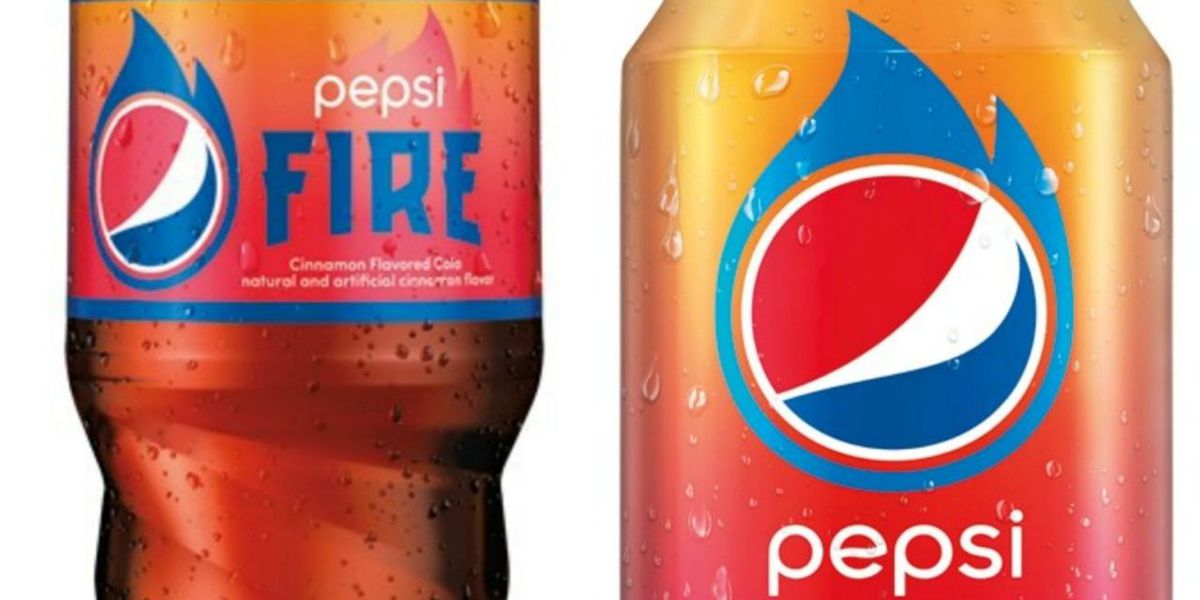 pepsi
FIRE
Cinnamon Flavored Cola
natural and artificial cinnamon flavor
pepsi